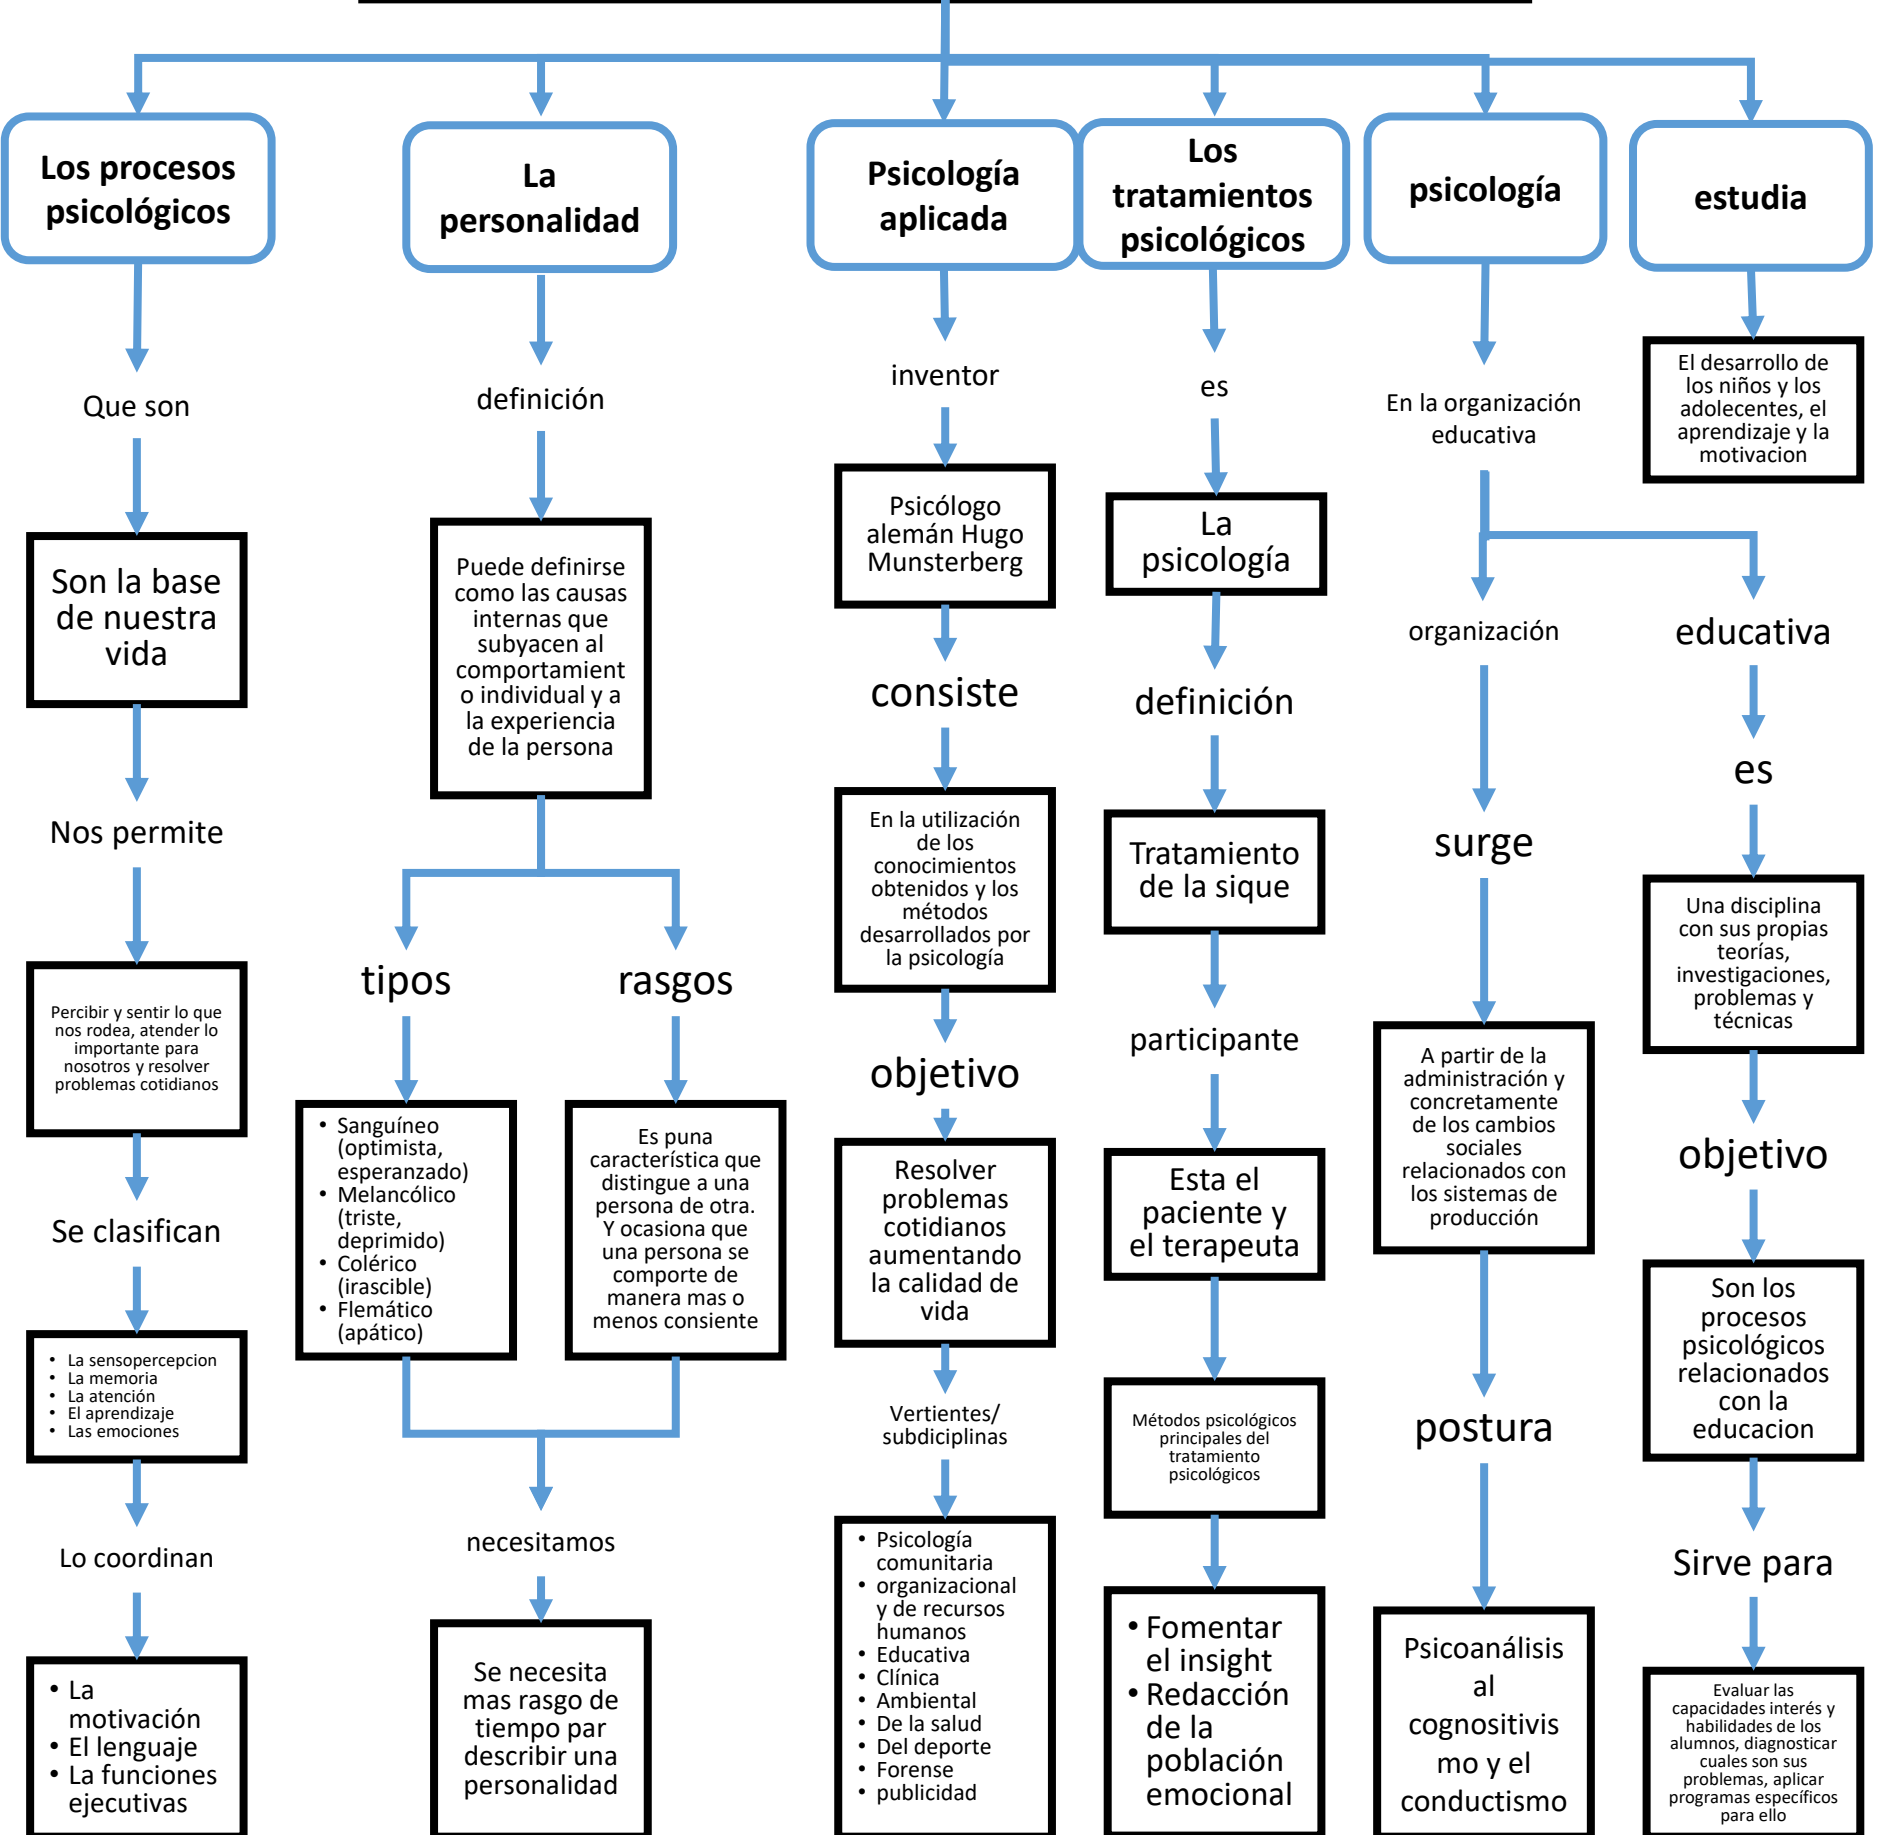 Los procesos
psicológicos
Que son
Son la base
de nuestra
vida
Nos permite
Percibir y sentir lo que
nos rodea, atender lo
importante para
nosotros y resolver
problemas cotidianos
Se clasifican
• La sensopercepcion
• La memoria
• La atención
• El aprendizaje
• Las emociones
Lo coordinan
• La
motivación
• El lenguaje
• La funciones
ejecutivas
La
personalidad
definición
Puede definirse
como las causas
internas que
subyacen al
comportamient
o individual y a
la experiencia
de la persona
tipos
• Sanguíneo
(optimista,
esperanzado)
• Melancólico
(triste,
deprimido)
• Colérico
(irascible)
• Flemático
(apático)
rasgos
Es puna
característica que
distingue a una
persona de otra.
Y ocasiona que
una persona se
comporte de
manera mas o
menos consiente
necesitamos
Se necesita
mas rasgo de
tiempo par
describir una
personalidad
Psicología
aplicada
inventor
Psicólogo
alemán Hugo
Munsterberg
consiste
En la utilización
de los
conocimientos
obtenidos y los
métodos
desarrollados por
la psicología
objetivo
Resolver
problemas
cotidianos
aumentando
la calidad de
vida
Vertientes/
subdiciplinas
• Psicología
comunitaria
• organizacional
y de recursos
humanos
• Educativa
• Clínica
• Ambiental
• De la salud
• Del deporte
• Forense
• publicidad
Los
tratamientos
psicológicos
es
La
psicología
definición
Tratamiento
de la sique
participante
Esta el
paciente y
el terapeuta
Métodos psicológicos
principales del
tratamiento
psicológicos
• Fomentar
el insight
• Redacción
de la
población
emocional
psicología
En la organización
educativa
organización
surge
A partir de la
administración y
concretamente
de los cambios
sociales
relacionados con
los sistemas de
producción
postura
Psicoanálisis
al
cognositivis
mo y el
conductismo
estudia
El desarrollo de
los niños y los
adolecentes, el
aprendizaje y la
motivacion
educativa
es
Una disciplina
con sus propias
teorías,
investigaciones,
problemas y
técnicas
objetivo
Son los
procesos
psicológicos
relacionados
con la
educacion
Sirve para
Evaluar las
capacidades interés y
habilidades de los
alumnos, diagnosticar
cuales son sus
problemas, aplicar
programas específicos
para ello